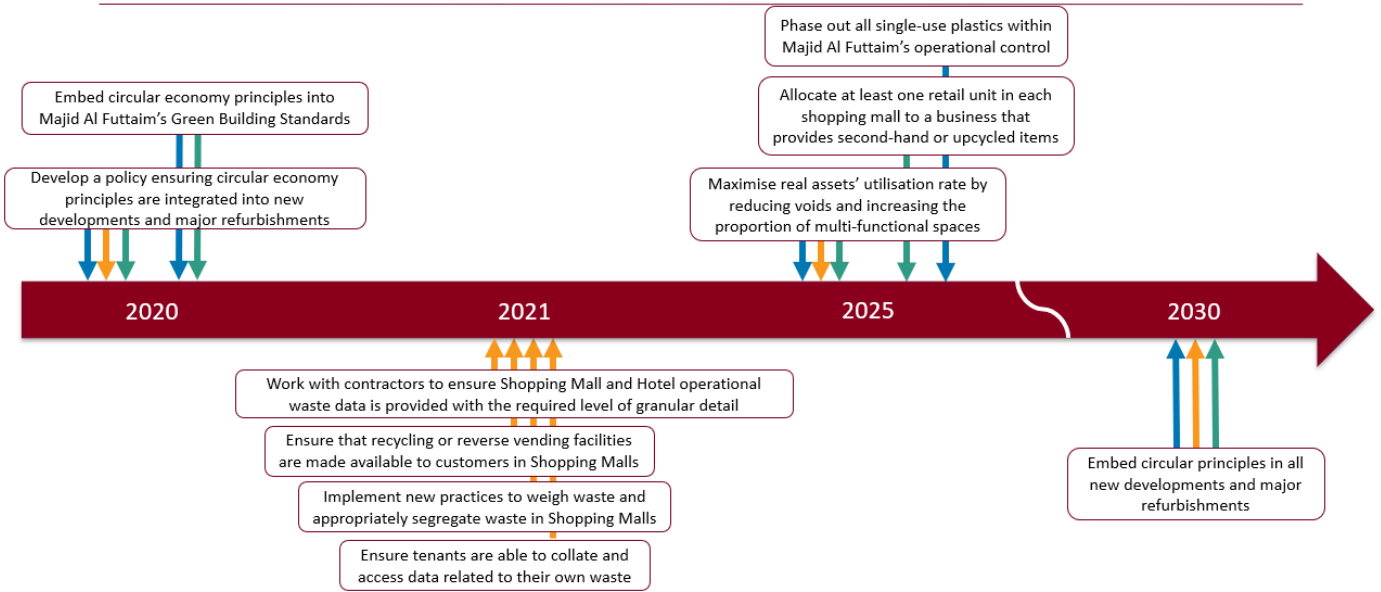 Embed circular economy principles into
Majid Al Futtaim's Green Building Standards
Develop a policy ensuring circular economy
principles are integrated into new
developments and major refurbishments
Phase out all single-use plastics within
Majid Al Futtaim's operational control
Allocate at least one retail unit in each
shopping mall to a business that
provides second-hand or upcycled items
Maximise real assets' utilisation rate by
reducing voids and increasing the
proportion of multi-functional spaces
2020
2021
2025
2030
Work with contractors to ensure Shopping Mall and Hotel operational
waste data is provided with the required level of granular detail
Ensure that recycling or reverse vending facilities
are made available to customers in Shopping Malls
Implement new practices to weigh waste and
appropriately segregate waste in Shopping Malls
Ensure tenants are able to collate and
access data related to their own waste
Embed circular principles in all
new developments and major
refurbishments